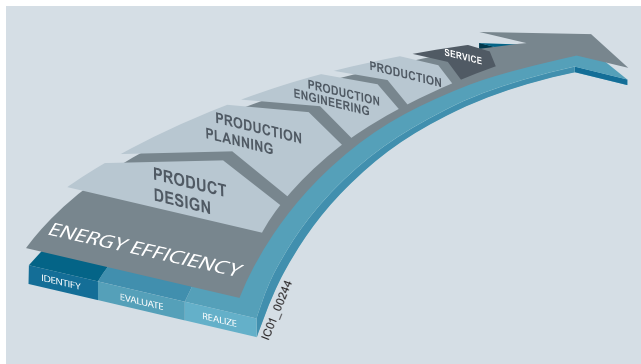 SERVICE
PRODUCTION
PRODUCTION
ENGINEERING
PRODUCTION
PLANNING
PRODUCT
DESIGN
ENERGY EFFICIENCY
IDENTIFY
EVALUATE
REALIZE
IC01_00244